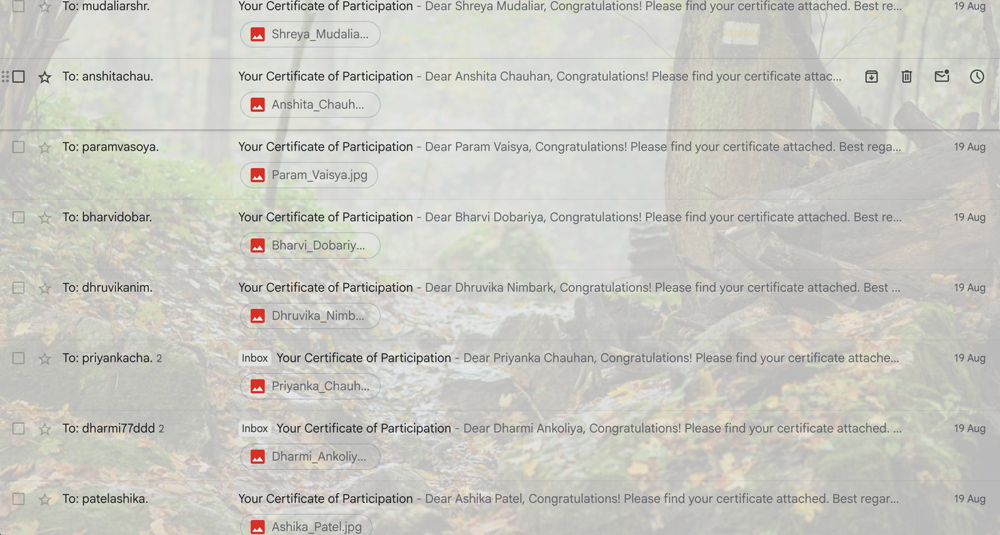 To: mudaliarshr. Your Certificate of Participation - Dear Shreya Mudaliar, Congratulations! Please find your certificate attached. Best re... 19 Aug
Shreya_Mudalia...
To: anshitachau. Your Certificate of Participation - Dear Anshita Chauhan, Congratulations! Please find your certificate attac...
Anshita_Chauh...
To: paramvasoya. Your Certificate of Participation - Dear Param Vaisya, Congratulations! Please find your certificate attached. Best rega... 19 Aug
Param_Vaisya.jpg
To: bharvidobar. Your Certificate of Participation - Dear Bharvi Dobariya, Congratulations! Please find your certificate attached. Best re... 19 Aug
Bharvi_Dobariy...
To: dhruvikanim. Your Certificate of Participation - Dear Dhruvika Nimbark, Congratulations! Please find your certificate attached. Best ... 19 Aug
Dhruvika_Nimb...
To: priyankacha. 2 Inbox Your Certificate of Participation - Dear Priyanka Chauhan, Congratulations! Please find your certificate attache... 19 Aug
Priyanka_Chauh...
To: dharmi77ddd 2 Inbox Your Certificate of Participation - Dear Dharmi Ankoliya, Congratulations! Please find your certificate attached. ... 19 Aug
Dharmi_Ankoliy...
To: patelashika. Your Certificate of Participation - Dear Ashika Patel, Congratulations! Please find your certificate attached. Best regar... 19 Aug
Ashika_Patel.jpg